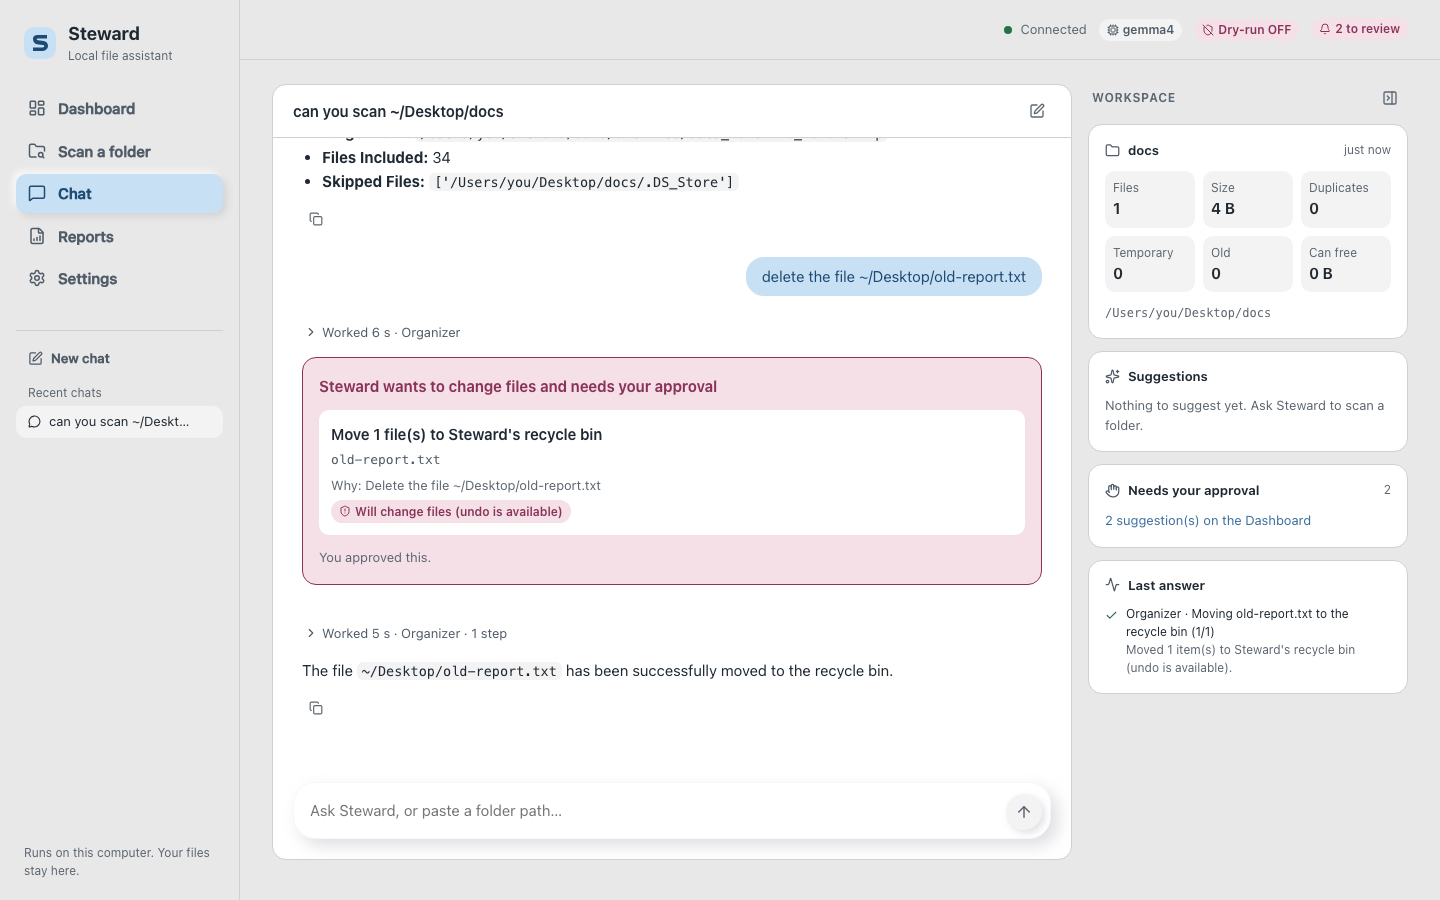 Steward
Local file assistant
Dashboard
Scan a folder
Chat
Reports
Settings
New chat
Recent chats
can you scan ~/Deskt...
Runs on this computer. Your files
stay here.
Connected
gemma4
Dry-run OFF
2 to review
can you scan ~/Desktop/docs
Files Included: 34
Skipped Files: ['/Users/you/Desktop/docs/.DS_Store']
delete the file ~/Desktop/old-report.txt
Worked 6 s · Organizer
Steward wants to change files and needs your approval
Move 1 file(s) to Steward's recycle bin
old-report.txt
Why: Delete the file ~/Desktop/old-report.txt
Will change files (undo is available)
You approved this.
Worked 5 s · Organizer · 1 step
The file ~/Desktop/old-report.txt has been successfully moved to the recycle bin.
Ask Steward, or paste a folder path...
WORKSPACE
docs just now
Files Size Duplicates
1 4 B 0
Temporary Old Can free
0 0 0 B
/Users/you/Desktop/docs
Suggestions
Nothing to suggest yet. Ask Steward to scan a
folder.
Needs your approval 2
2 suggestion(s) on the Dashboard
Last answer
Organizer · Moving old-report.txt to the
recycle bin (1/1)
Moved 1 item(s) to Steward's recycle bin
(undo is available).